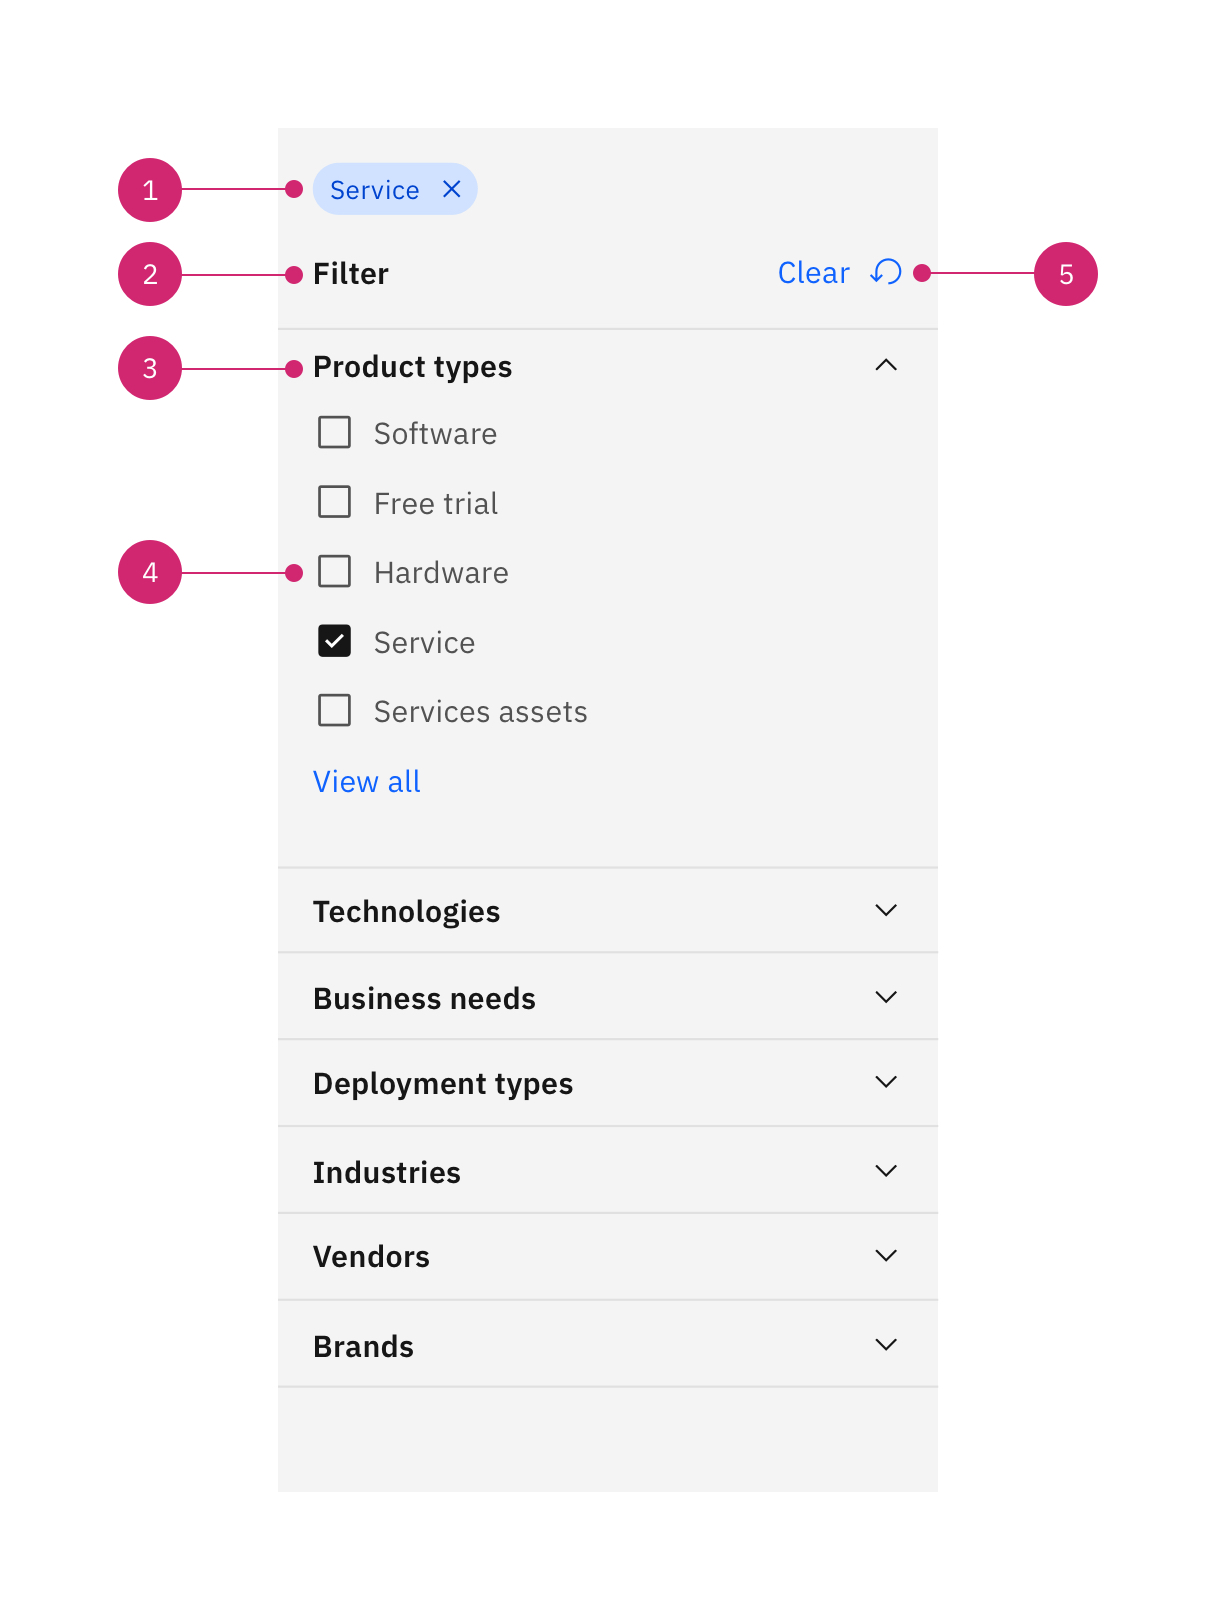 1
Service
2
Filter
Clear
5
3
Product types
Software
Free trial
4
Hardware
Service
Services assets
View all
Technologies
Business needs
Deployment types
Industries
Vendors
Brands